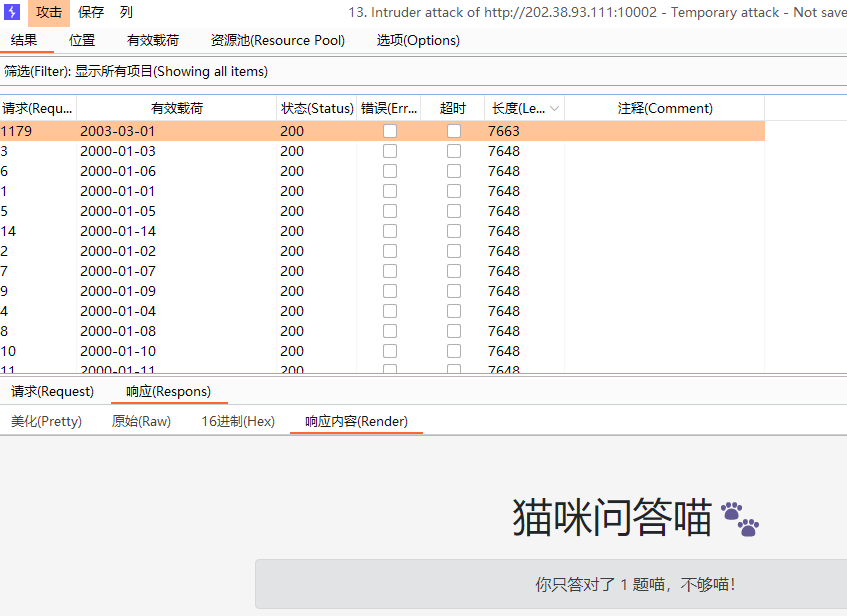 攻击 保存 列 13. Intruder attack of http://202.38.93.111:10002 - Temporary attack - Not save
结果 位置 有效载荷 资源池(Resource Pool) 选项(Options)
筛选(Filter): 显示所有项目(Showing all items)
请求(Requ... 有效载荷 状态(Status) 错误(Err... 超时 长度(Le... 注释(Comment)
1179 2003-03-01 200 7663
3 2000-01-03 200 7648
6 2000-01-06 200 7648
1 2000-01-01 200 7648
5 2000-01-05 200 7648
14 2000-01-14 200 7648
2 2000-01-02 200 7648
7 2000-01-07 200 7648
9 2000-01-09 200 7648
4 2000-01-04 200 7648
8 2000-01-08 200 7648
10 2000-01-10 200 7648
11 2000-01-11 200 7648
请求(Request) 响应(Respons)
美化(Pretty) 原始(Raw) 16进制(Hex) 响应内容(Render)
猫咪问答喵
你只答对了 1 题喵，不够喵！